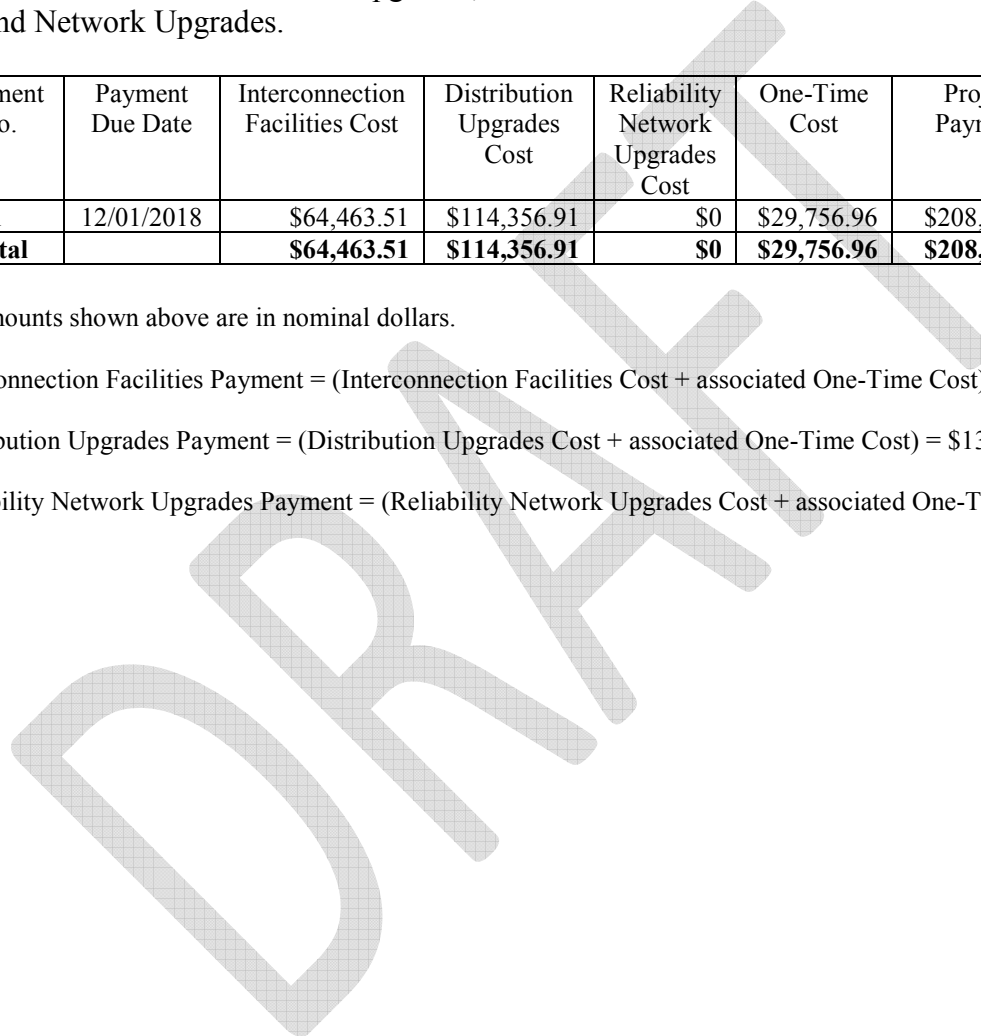 nd Network Upgrades.
ment Payment Interconnection Distribution Reliability One-Time Pro
o. Due Date Facilities Cost Upgrades Network Cost Payn
Cost Upgrades
Cost
12/01/2018 $64,463.51 $114,356.91 $0 $29,756.96 $208,
tal $64,463.51 $114,356.91 $0 $29,756.96 $208.
nounts shown above are in nominal dollars.
onnection Facilities Payment = (Interconnection Facilities Cost + associated One-Time Cost)
bution Upgrades Payment = (Distribution Upgrades Cost + associated One-Time Cost) = $13
bility Network Upgrades Payment = (Reliability Network Upgrades Cost + associated One-T
DRAFT